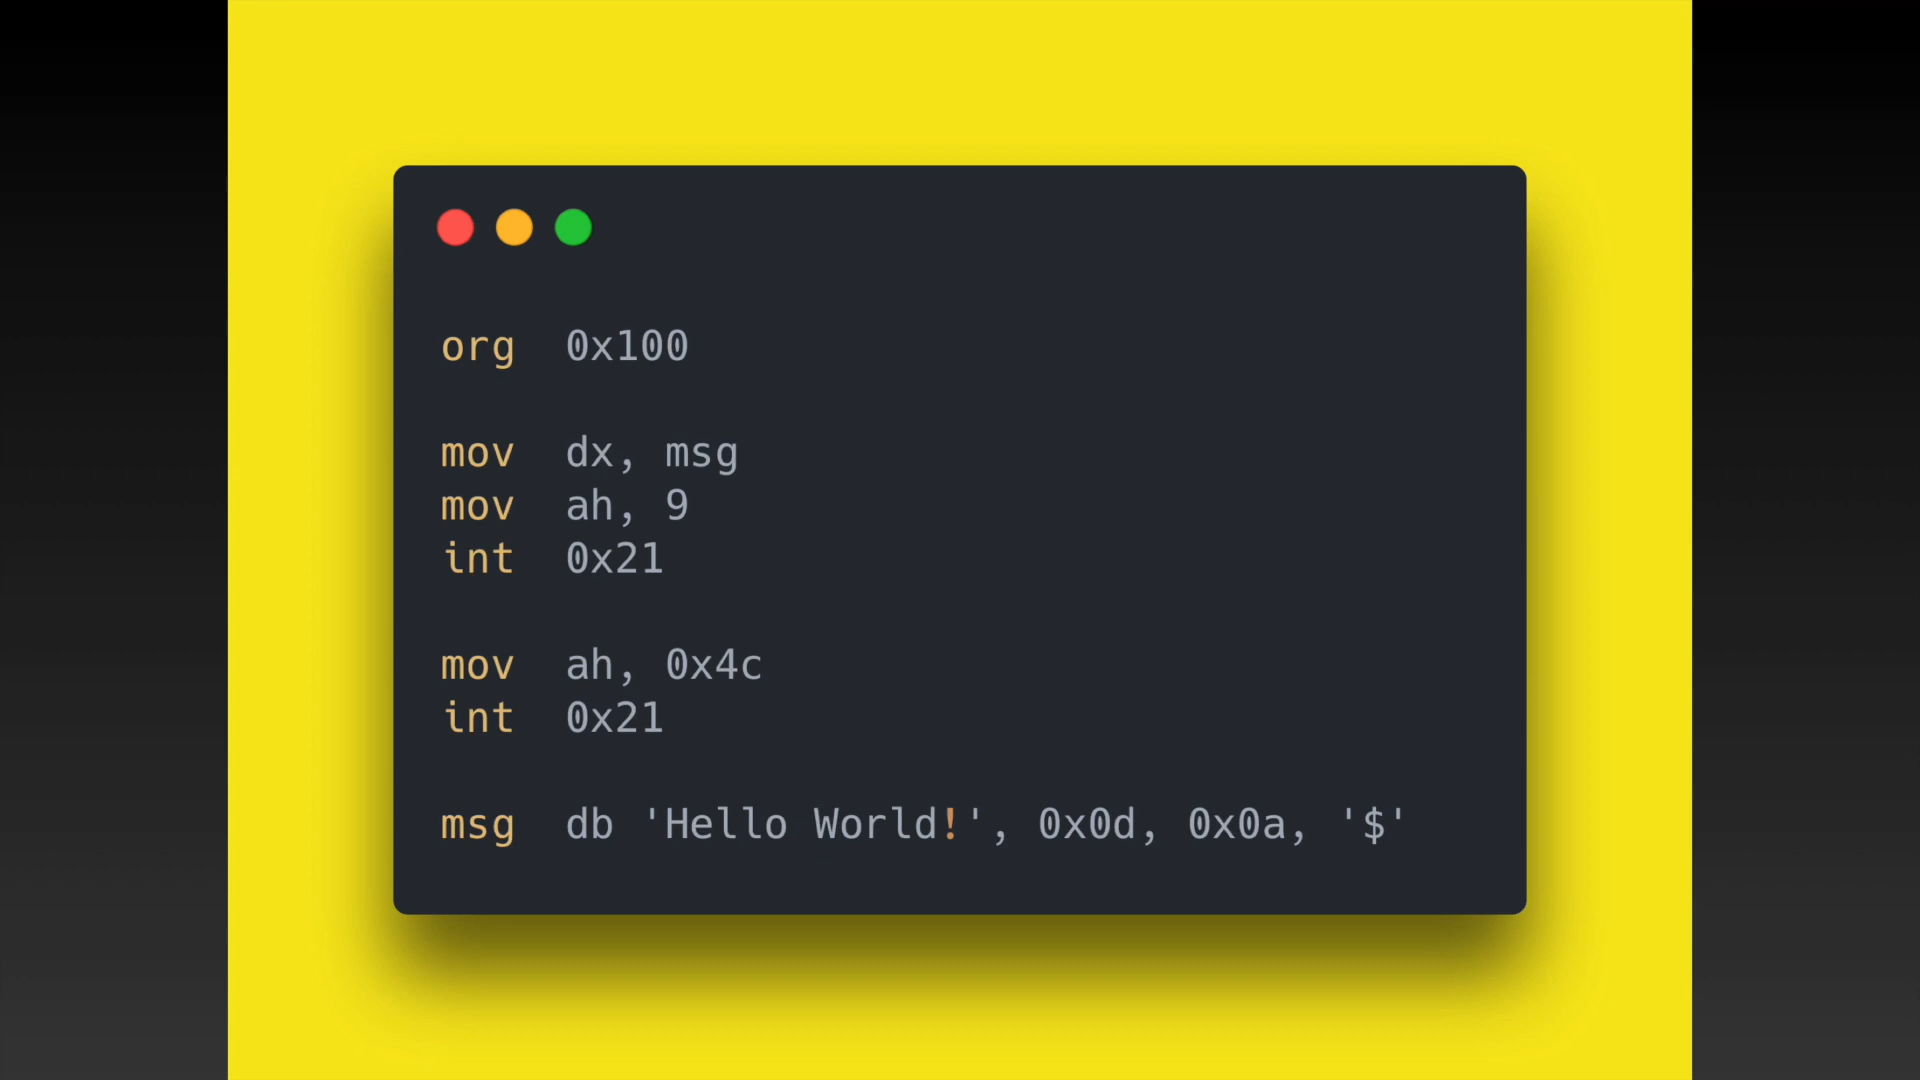 org  0x100
mov  dx, msg
mov  ah, 9
int  0x21
mov  ah, 0x4c
int  0x21
msg  db 'Hello World!', 0x0d, 0x0a, '$'